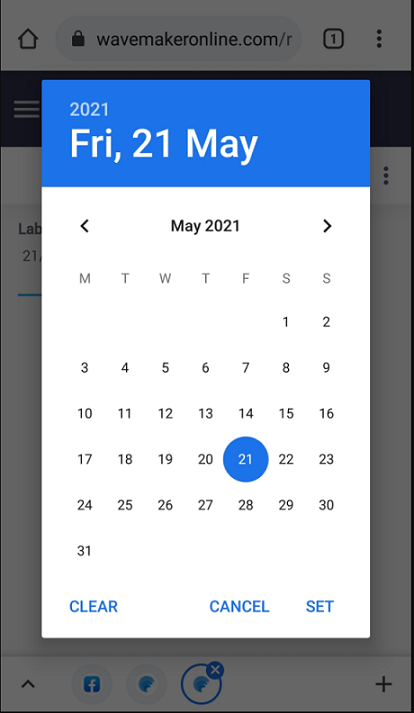 wavemakeronline.com/r
1
2021
Fri, 21 May
Lab
21/
May 2021
M T W T F S S
1 2
3 4 5 6 7 8 9
10 11 12 13 14 15 16
17 18 19 20 21 22 23
24 25 26 27 28 29 30
31
CLEAR CANCEL SET